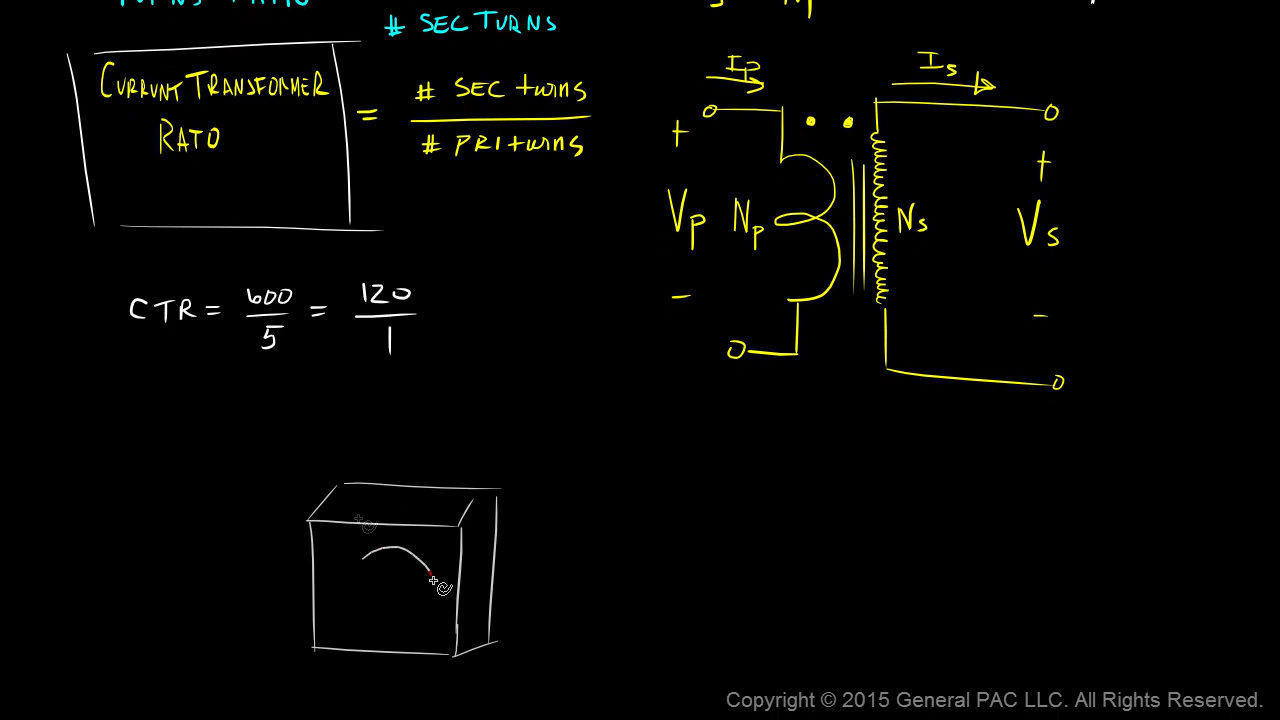 # SEC TURNS
CURRUNT TRANSFORMER
RATO
=
# SEC twins
# PRI twins
CTR = 600/5 = 120/1
Ip
Is
+
+
Vp
Np
Ns
Vs
-
-
Copyright © 2015 General PAC LLC. All Rights Reserved.